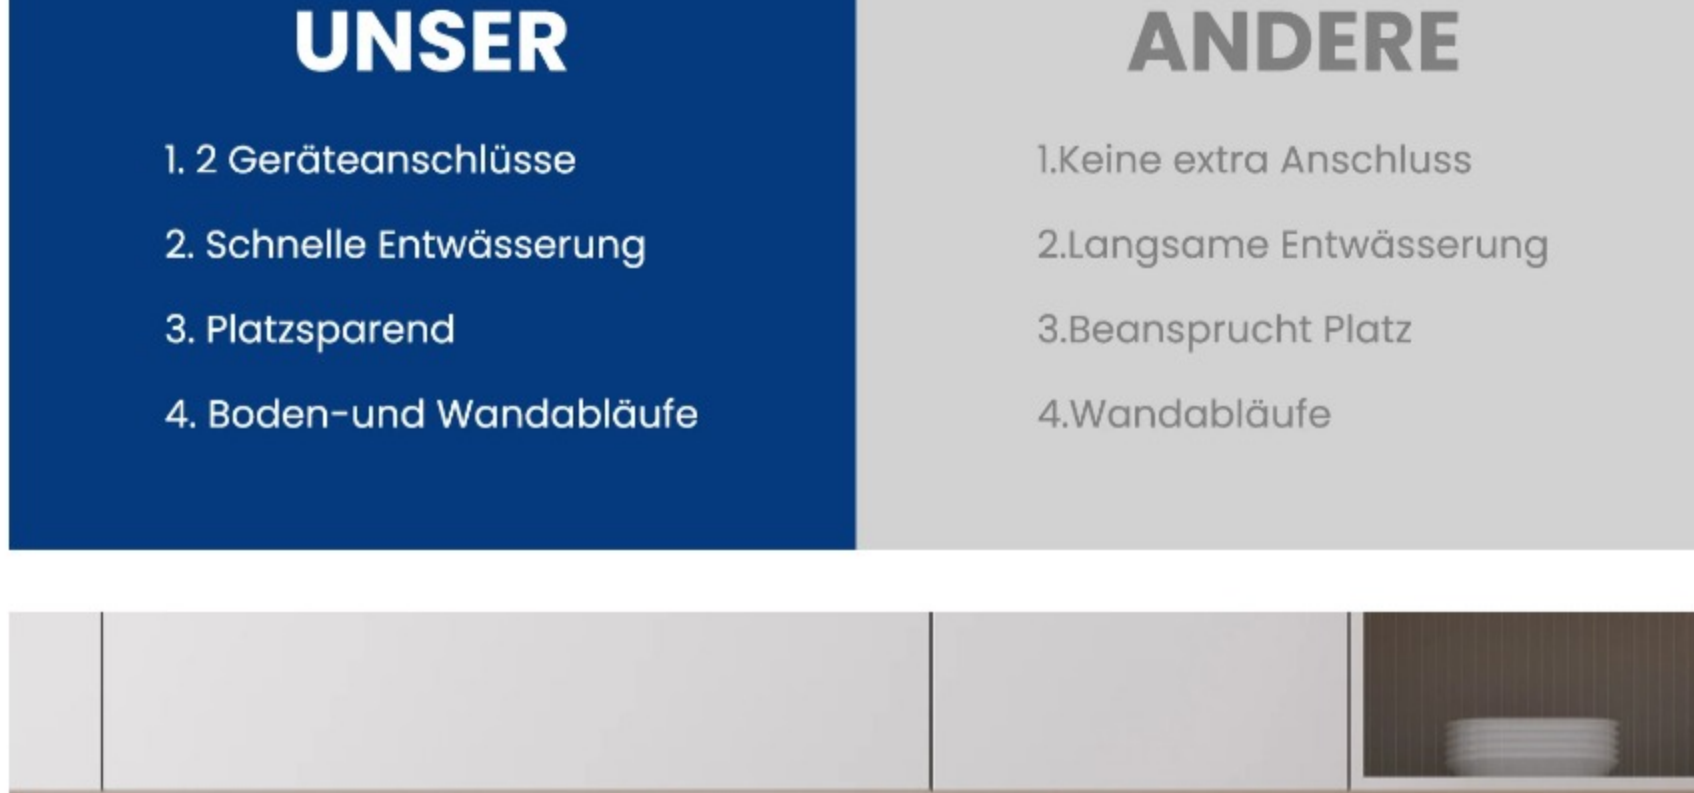 UNSER
1. 2 Geräteanschlüsse
2. Schnelle Entwässerung
3. Platzsparend
4. Boden-und Wandabläufe
ANDERE
1.Keine extra Anschluss
2.Langsame Entwässerung
3.Beansprucht Platz
4.Wandabläufe